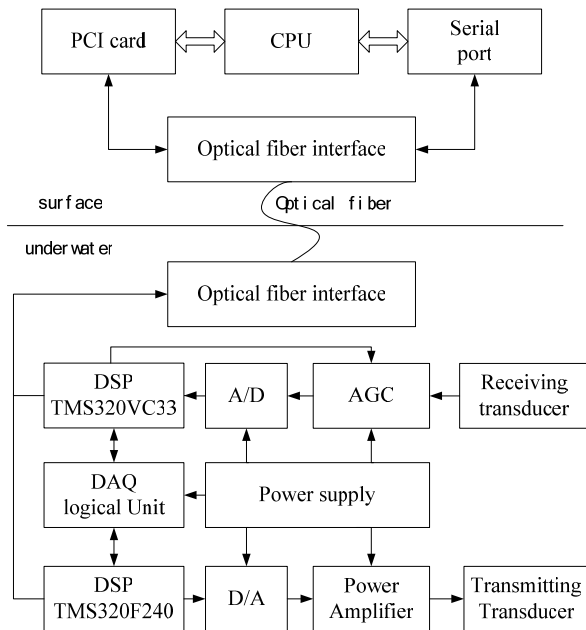 PCI card
CPU
Serial
port
Optical fiber interface
surface
Optical fiber
underwater
Optical fiber interface
DSP
TMS320VC33
A/D
AGC
Receiving
transducer
DAQ
logical Unit
Power supply
DSP
TMS320F240
D/A
Power
Amplifier
Transmitting
Transducer